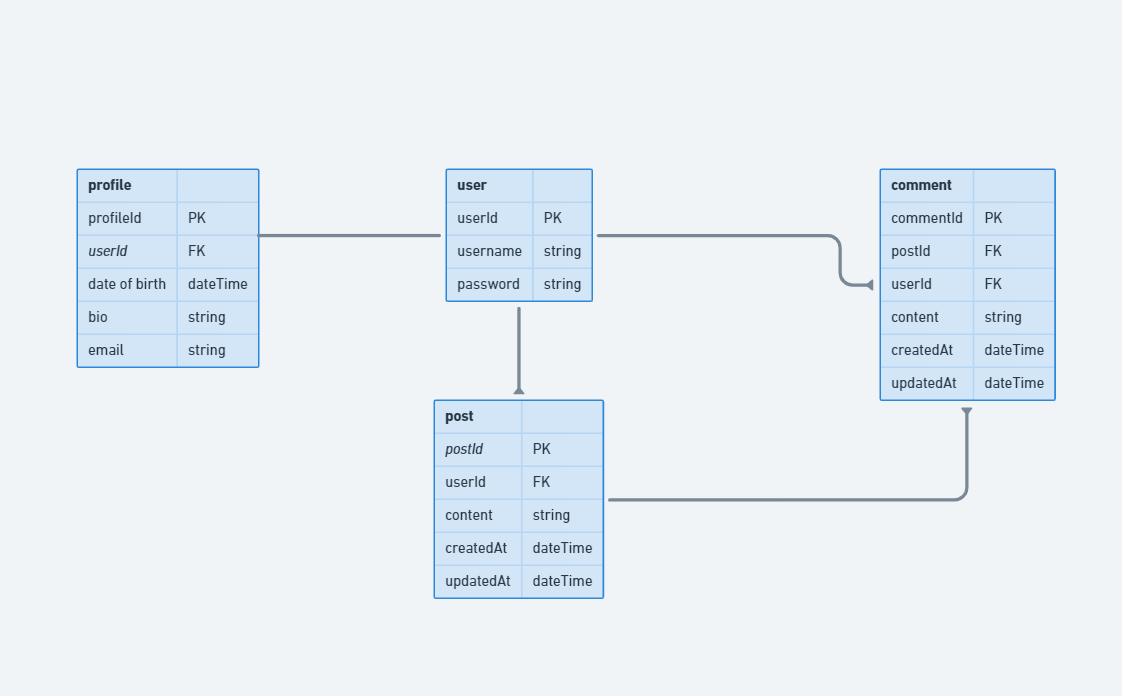 profile
profileId PK
userId FK
date of birth dateTime
bio string
email string
user
userId PK
username string
password string
comment
commentId PK
postId FK
userId FK
content string
createdAt dateTime
updatedAt dateTime
post
postId PK
userId FK
content string
createdAt dateTime
updatedAt dateTime